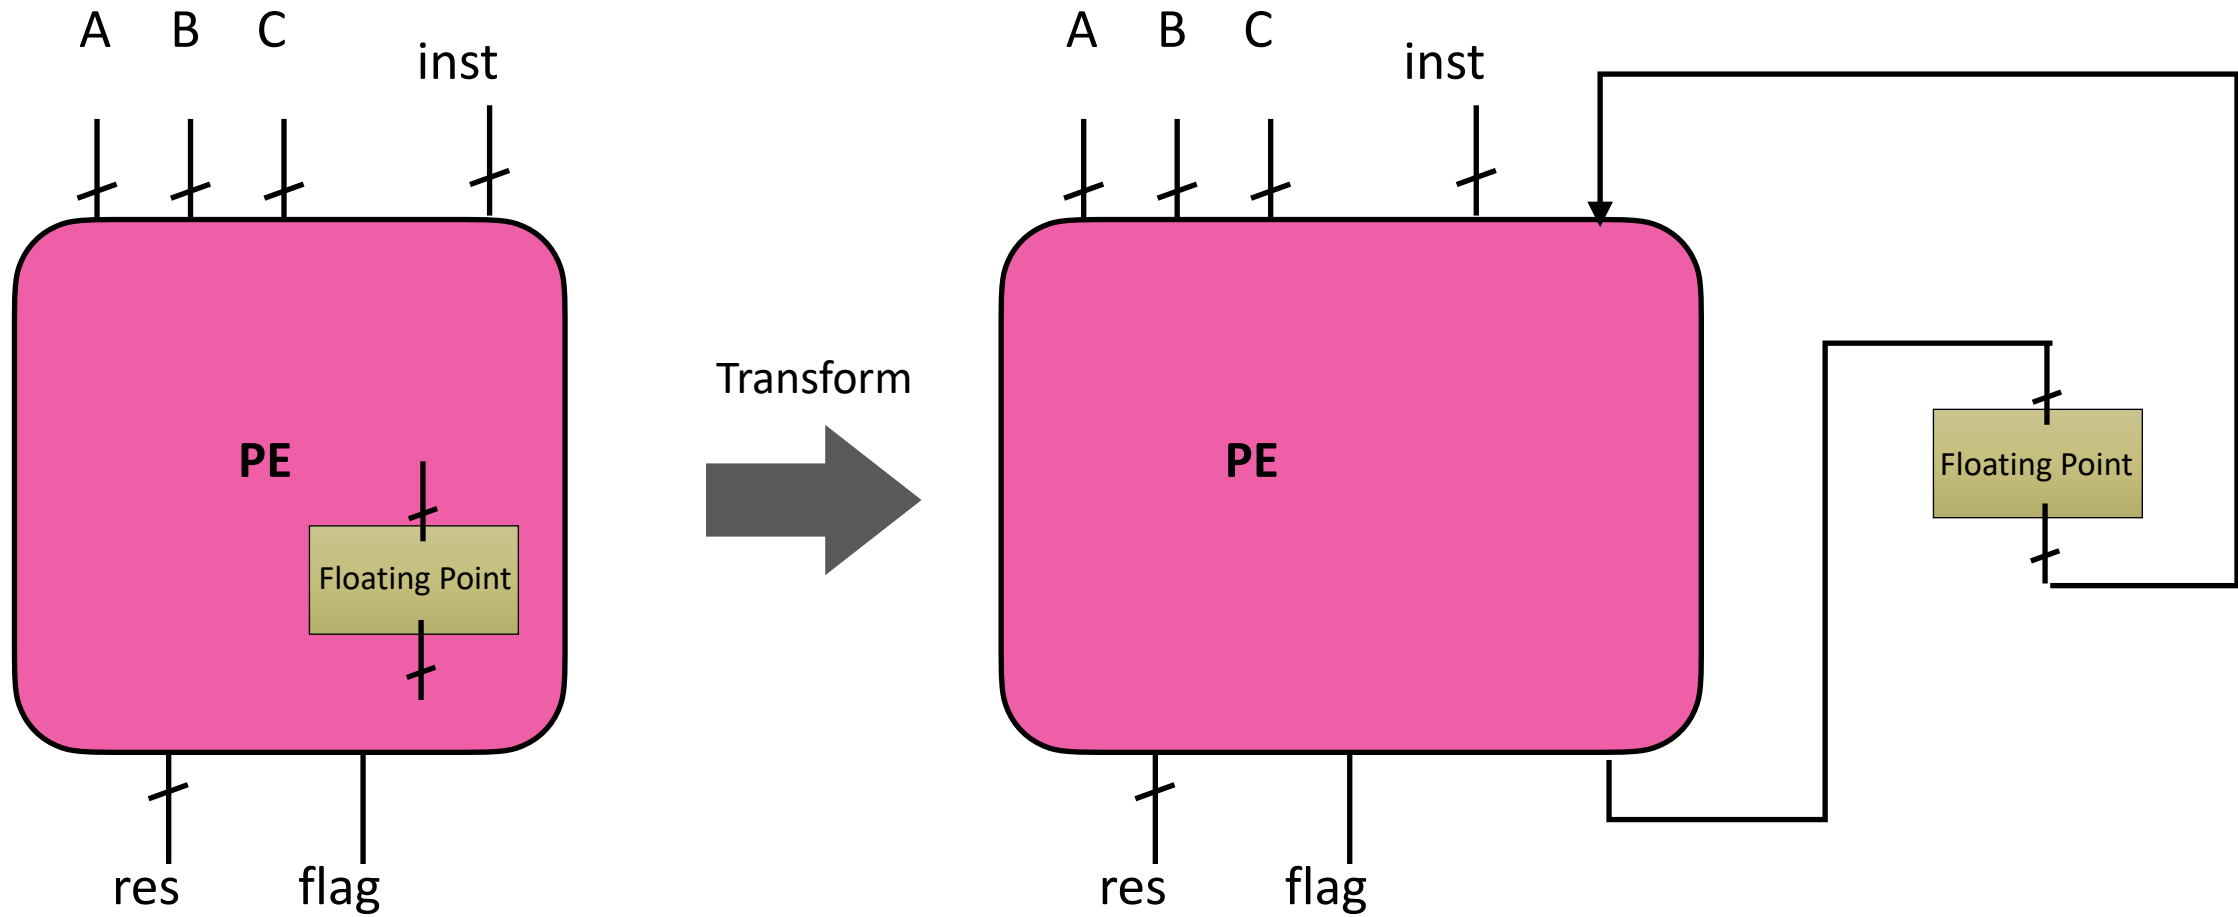 A B C
inst
PE
Floating Point
res
flag
Transform
A B C
inst
PE
Floating Point
res
flag